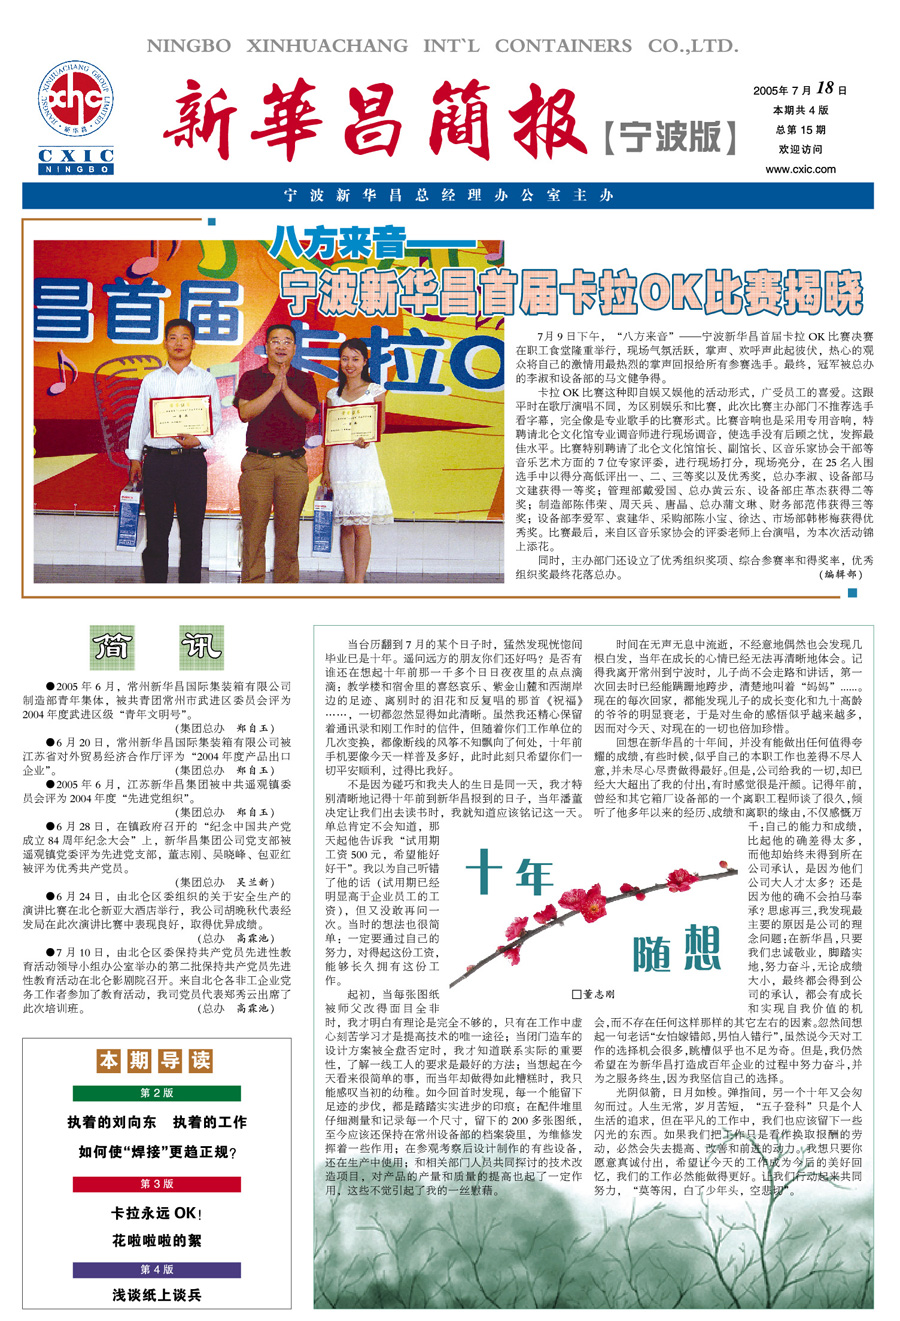 NINGBO XINHUACHANG INT`L CONTAINERS CO.,LTD.
JIANGSU XINHUACHANG GROUP LIMITED
xhc
·新华昌·
CXIC
NINGBO
新華昌簡报【宁波版】
2005年7月18日
本期共4版
总第15期
欢迎访问
www.cxic.com
宁波新华昌总经理办公室主办
八方来音——
宁波新华昌首届卡拉OK比赛揭晓
昌首届
卡拉O
7月9日下午，“八方来音”——宁波新华昌首届卡拉OK比赛决赛
在职工食堂隆重举行，现场气氛活跃，掌声、欢呼声此起彼伏，热心的观
众将自己的激情用最热烈的掌声回报给所有参赛选手。最终，冠军被总办
的李淑和设备部的马文健争得。
卡拉OK比赛这种即自娱又娱他的活动形式，广受员工的喜爱。这跟
平时在歌厅演唱不同，为区别娱乐和比赛，此次比赛主办部门不推荐选手
看字幕，完全像是专业歌手的比赛形式。比赛音响也是采用专用音响，特
聘请北仑文化馆专业调音师进行现场调音，使选手没有后顾之忧，发挥最
佳水平。比赛特别聘请了北仑文化馆馆长、副馆长、区音乐家协会干部等
音乐艺术方面的7位专家评委，进行现场打分，现场亮分，在25名入围
选手中以得分高低评出一、二、三等奖以及优秀奖，总办李淑、设备部马
文建获得一等奖；管理部戴爱国、总办黄云东、设备部庄革杰获得二等
奖；制造部陈伟荣、周天兵、唐晶、总办蒲文琳、财务部范伟获得三等
奖；设备部李爱军、袁建华、采购部陈小宝、徐达、市场部韩彬梅获得优
秀奖。比赛最后，来自区音乐家协会的评委老师上台演唱，为本次活动锦
上添花。
同时，主办部门还设立了优秀组织奖项、综合参赛率和得奖率，优秀
组织奖最终花落总办。 （编辑部）
简讯
●2005年6月，常州新华昌国际集装箱有限公司
制造部青年集体，被共青团常州市武进区委员会评为
2004年度武进区级“青年文明号”。
（集团总办 郑自玉）
●6月20日，常州新华昌国际集装箱有限公司被
江苏省对外贸易经济合作厅评为“2004年度产品出口
企业”。 （集团总办 郑自玉）
●2005年6月，江苏新华昌集团被中共遥观镇委
员会评为2004年度“先进党组织”。
（集团总办 郑自玉）
●6月28日，在镇政府召开的“纪念中国共产党
成立84周年纪念大会”上，新华昌集团公司党支部被
遥观镇党委评为先进党支部，董志刚、吴晓峰、包亚红
被评为优秀共产党员。
（集团总办 吴兰新）
●6月24日，由北仑区委组织的关于安全生产的
演讲比赛在北仑新亚大酒店举行，我公司胡晚秋代表经
发局在此次演讲比赛中表现良好，取得优异成绩。
（总办 高霖池）
●7月10日，由北仑区委保持共产党员先进性教
育活动领导小组办公室举办的第二批保持共产党员先进
性教育活动在北仑影剧院召开。来自北仑各非工企业党
务工作者参加了教育活动，我司党员代表郑秀云出席了
此次培训班。 （总办 高霖池）
本期导读
第2版
执着的刘向东 执着的工作
如何使“焊接”更趋正规？
第3版
卡拉永远OK！
花啦啦啦的絮
第4版
浅谈纸上谈兵
当台历翻到7月的某个日子时，猛然发现恍惚间
毕业已是十年。遥问远方的朋友你们还好吗？是否有
谁还在想起十年前那一千多个日日夜夜里的点点滴
滴：教学楼和宿舍里的喜怒哀乐、紫金山麓和西湖岸
边的足迹、离别时的泪花和反复唱的那首《祝福》
……，一切都忽然显得如此清晰。虽然我还精心保留
着通讯录和刚工作时的信件，但随着你们工作单位的
几次变换，都像断线的风筝不知飘向了何处，十年前
手机要像今天一样普及多好，此时此刻只希望你们一
切平安顺利，过得比我好。
不是因为碰巧和我夫人的生日是同一天，我才特
别清晰地记得十年前到新华昌报到的日子，当年潘董
决定让我们出去读书时，我就知道应该铭记这一天。
单总肯定不会知道，那
天起他告诉我“试用期
工资500元，希望能好
好干”。我以为自己听错
了他的话（试用期已经
明显高于企业员工的工
资），但又没敢再问一
次。当时的想法也很简
单：一定要通过自己的
努力，对得起这份工资，
能够长久拥有这份工
作。
起初，当每张图纸
被师父改得面目全非
时，我才明白有理论是完全不够的，只有在工作中虚
心刻苦学习才是提高技术的唯一途径；当闭门造车的
设计方案被全盘否定时，我才知道联系实际的重要
性，了解一线工人的要求是最好的方法；当想起在今
天看来很简单的事，而当年却做得如此糟糕时，我只
能感叹当初的幼稚。如今回首时发现，每一个能留下
足迹的步伐，都是踏踏实实进步的印痕；在配件堆里
仔细测量和记录每一个尺寸，留下的200多张图纸，
至今应该还保持在常州设备部的档案袋里，为维修发
挥着一些作用；在参观考察后设计制作的有些设备，
还在生产中使用；和相关部门人员共同探讨的技术改
造项目，对产品的产量和质量的提高也起了一定作
用，这些不觉引起了我的一丝慰藉。
十年
随想
□董志刚
时间在无声无息中流逝，不经意地偶然也会发现几
根白发，当年在成长的心情已经无法再清晰地体会。记
得我离开常州到宁波时，儿子尚不会走路和讲话，第一
次回去时已经能蹒跚地跨步，清楚地叫着“妈妈”……。
现在的每次回家，都能发现儿子的成长变化和九十高龄
的爷爷的明显衰老，于是对生命的感悟似乎越来越多，
因而对今天、对现在的一切也倍加珍惜。
回想在新华昌的十年间，并没有能做出任何值得夸
耀的成绩，有些时候，似乎自己的本职工作也差得不尽人
意，并未尽心尽责做得最好。但是，公司给我的一切，却已
经大大超出了我的付出，有时感觉很是汗颜。记得年前，
曾经和其它箱厂设备部的一个离职工程师谈了很久，倾
听了他多年以来的经历、成绩和离职的缘由，不仅感慨万
千：自己的能力和成绩，
比起他的确差得太多，
而他却始终未得到所在
公司承认，是因为他们
公司大人才太多？还是
因为他的确不会拍马奉
承？思虑再三，我发现最
主要的原因是公司的理
念问题：在新华昌，只要
我们忠诚敬业，脚踏实
地，努力奋斗，无论成绩
大小，最终都会得到公
司的承认，都会有成长
和实现自我价值的机
会，而不存在任何这样那样的其它左右的因素。忽然间想
起一句老话“女怕嫁错郎，男怕入错行”，虽然说今天对工
作的选择机会很多，跳槽似乎也不足为奇。但是，我仍然
希望在为新华昌打造成百年企业的过程中努力奋斗，并
为之服务终生，因为我坚信自己的选择。
光阴似箭，日月如梭。弹指间，另一个十年又会匆
匆而过。人生无常，岁月苦短，“五子登科”只是个人
生活的追求，但在平凡的工作中，我们也应该留下一些
闪光的东西。如果我们把工作只是看作换取报酬的劳
动，必然会失去提高、改善和前进的动力。我想只要你
愿意真诚付出，希望让今天的工作成为今后的美好回
忆，我们的工作必然能做得更好。让我们行动起来共同
努力，“莫等闲，白了少年头，空悲切”。